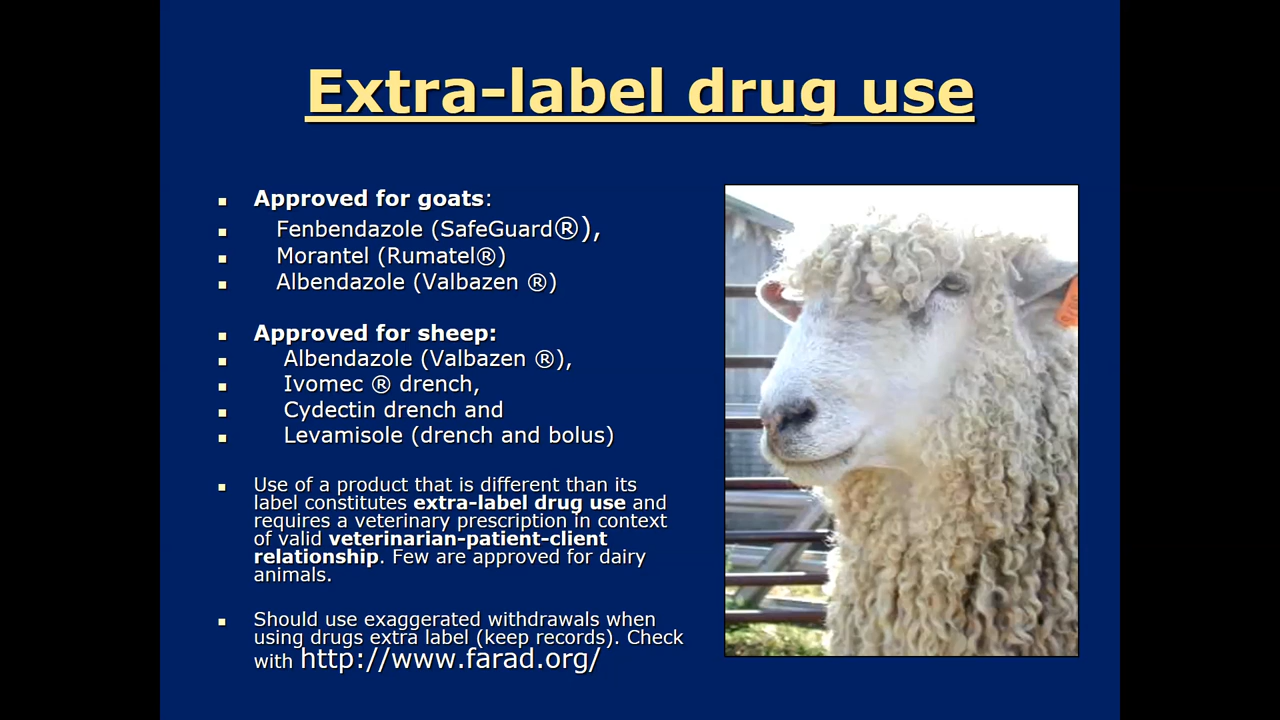 Extra-label drug use
Approved for goats:
Fenbendazole (SafeGuard®),
Morantel (Rumatel®)
Albendazole (Valbazen ®)
Approved for sheep:
Albendazole (Valbazen ®),
Ivomec ® drench,
Cydectin drench and
Levamisole (drench and bolus)
Use of a product that is different than its
label constitutes extra-label drug use and
requires a veterinary prescription in context
of valid veterinarian-patient-client
relationship. Few are approved for dairy
animals.
Should use exaggerated withdrawals when
using drugs extra label (keep records). Check
with http://www.farad.org/